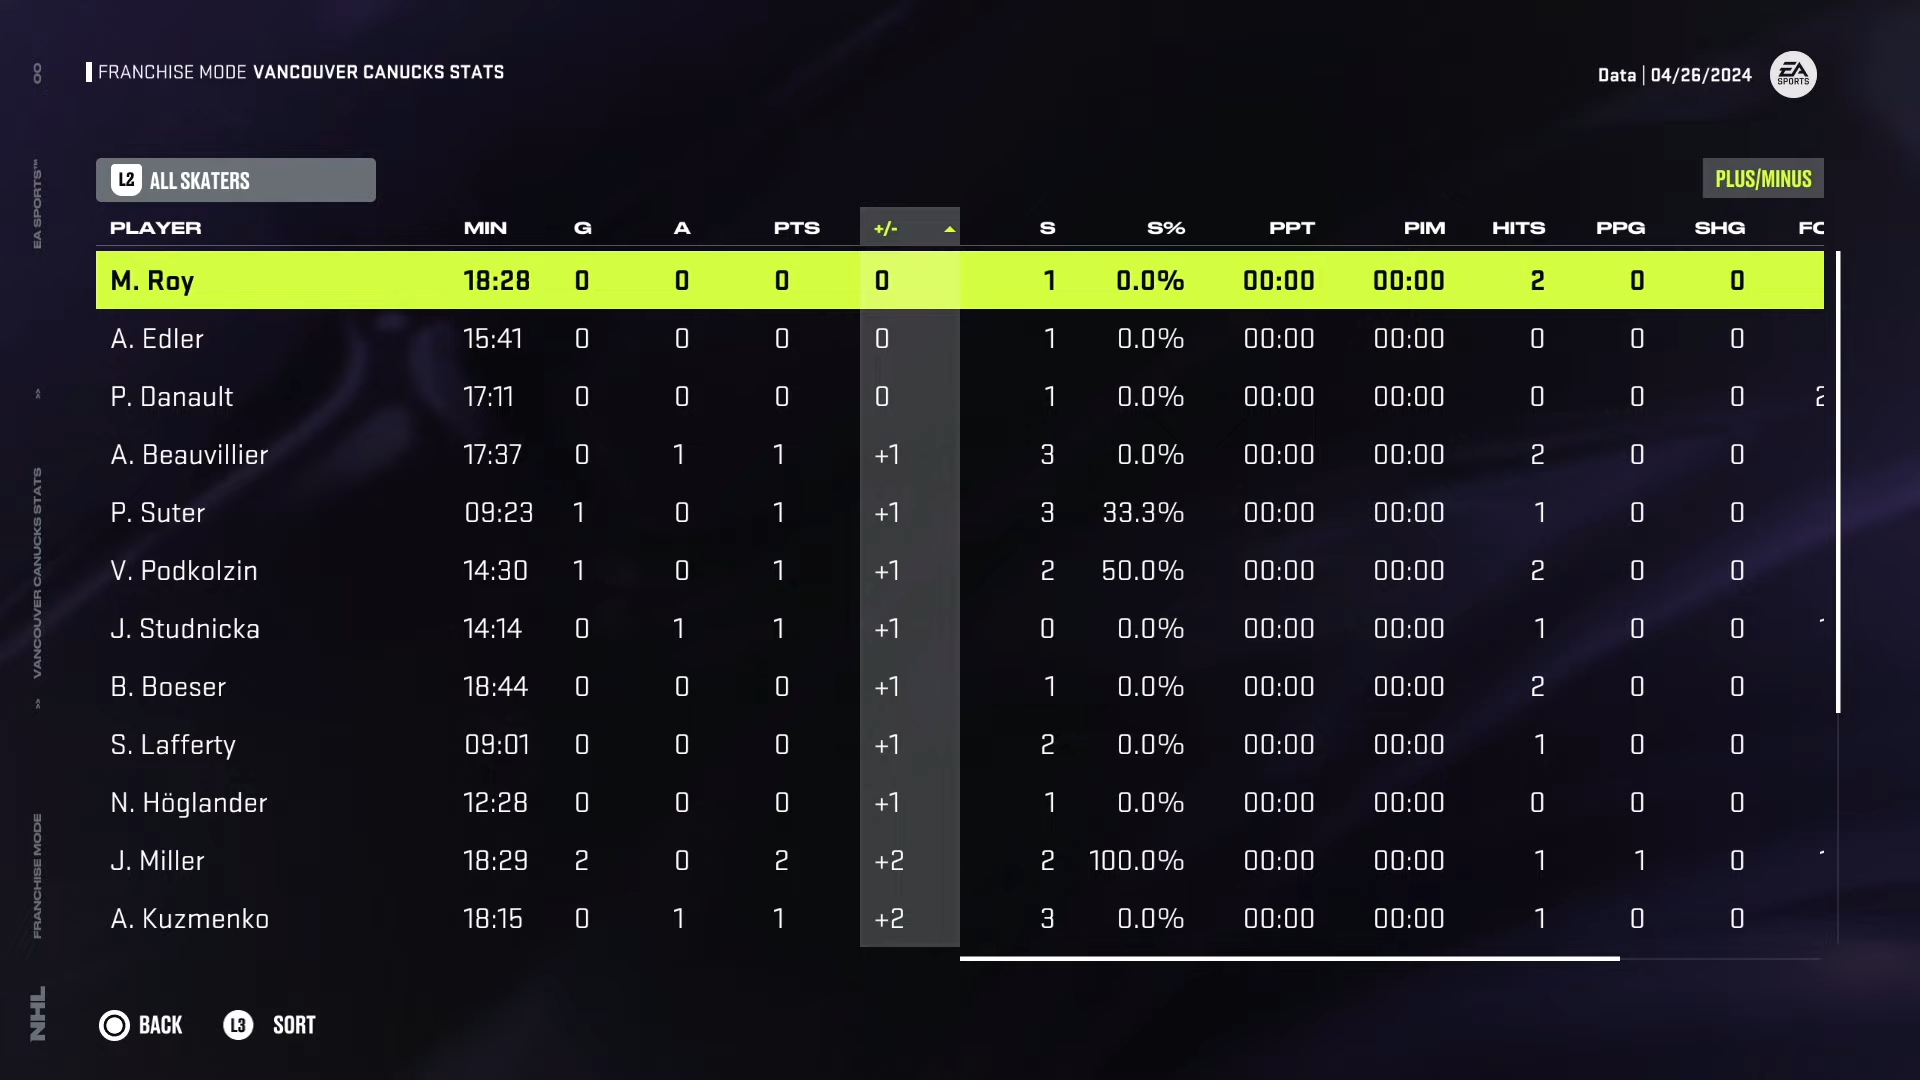 FRANCHISE MODE VANCOUVER CANUCKS STATS
Data | 04/26/2024
EA SPORTS
L2 ALL SKATERS
PLUS/MINUS
PLAYER MIN G A PTS +/- S S% PPT PIM HITS PPG SHG
M. Roy 18:28 0 0 0 0 1 0.0% 00:00 00:00 2 0 0
A. Edler 15:41 0 0 0 0 1 0.0% 00:00 00:00 0 0 0
P. Danault 17:11 0 0 0 0 1 0.0% 00:00 00:00 0 0 0
A. Beauvillier 17:37 0 1 1 +1 3 0.0% 00:00 00:00 2 0 0
P. Suter 09:23 1 0 1 +1 3 33.3% 00:00 00:00 1 0 0
V. Podkolzin 14:30 1 0 1 +1 2 50.0% 00:00 00:00 2 0 0
J. Studnicka 14:14 0 1 1 +1 0 0.0% 00:00 00:00 1 0 0
B. Boeser 18:44 0 0 0 +1 1 0.0% 00:00 00:00 2 0 0
S. Lafferty 09:01 0 0 0 +1 2 0.0% 00:00 00:00 1 0 0
N. Höglander 12:28 0 0 0 +1 1 0.0% 00:00 00:00 0 0 0
J. Miller 18:29 2 0 2 +2 2 100.0% 00:00 00:00 1 1 0
A. Kuzmenko 18:15 0 1 1 +2 3 0.0% 00:00 00:00 1 0 0
BACK L3 SORT
NHL FRANCHISE MODE >> VANCOUVER CANUCKS STATS >> EA SPORTS™